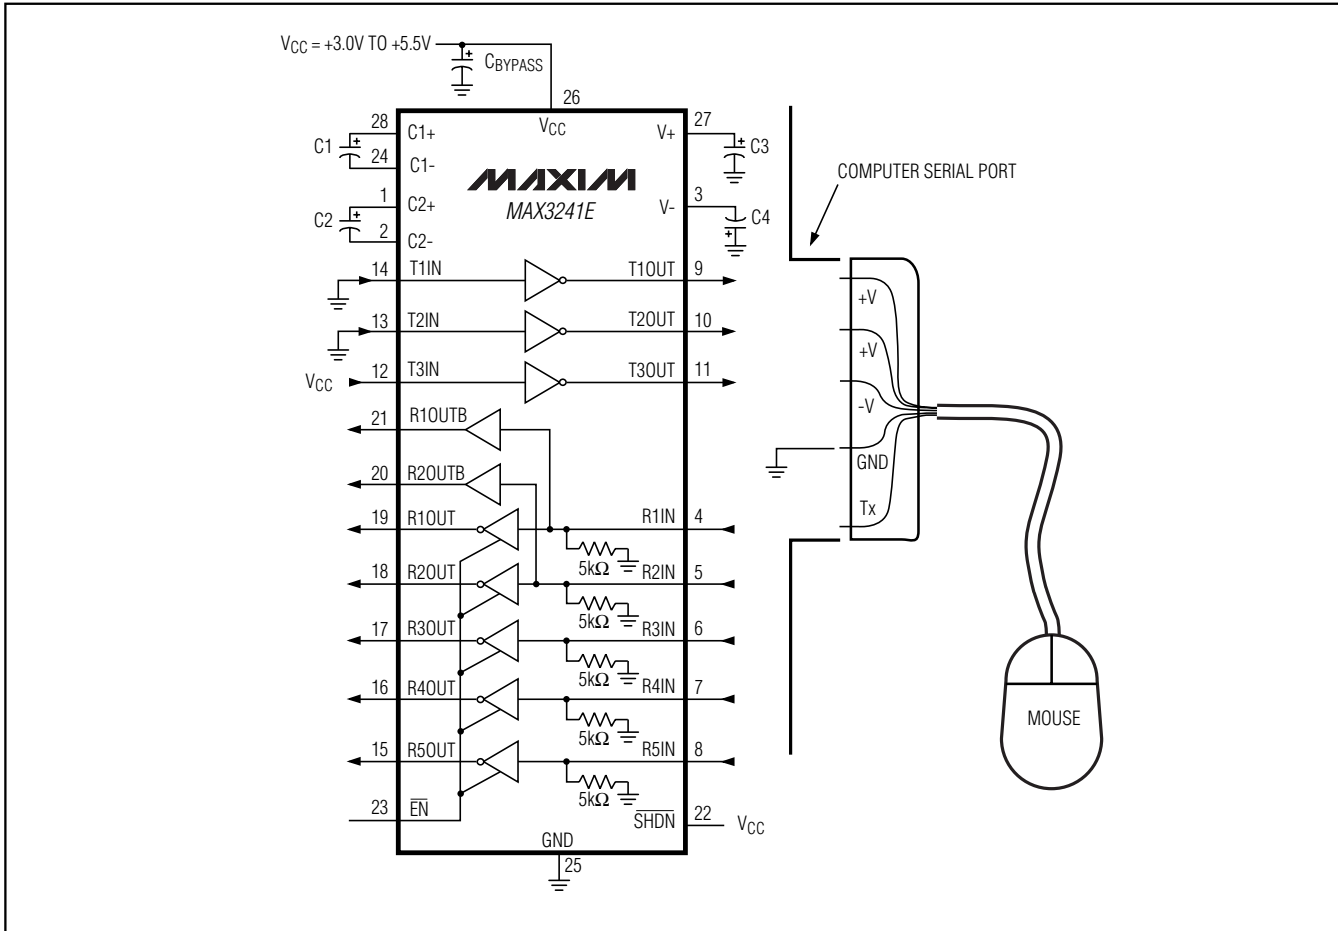 VCC = +3.0V TO +5.5V
+
CBYPASS
26
VCC
28
C1+
C1
+
24
C1-
1
C2+
C2
+
2
C2-
V+
27
+
C3
V-
3
+
C4
MAXIM
MAX3241E
COMPUTER SERIAL PORT
14
T1IN
T1OUT
9
13
T2IN
T2OUT
10
VCC
12
T3IN
T3OUT
11
21
R1OUTB
20
R2OUTB
19
R1OUT
R1IN
4
5kΩ
18
R2OUT
R2IN
5
5kΩ
17
R3OUT
R3IN
6
5kΩ
16
R4OUT
R4IN
7
5kΩ
15
R5OUT
R5IN
8
5kΩ
23
EN
SHDN
22
VCC
GND
25
+V
+V
-V
GND
Tx
MOUSE